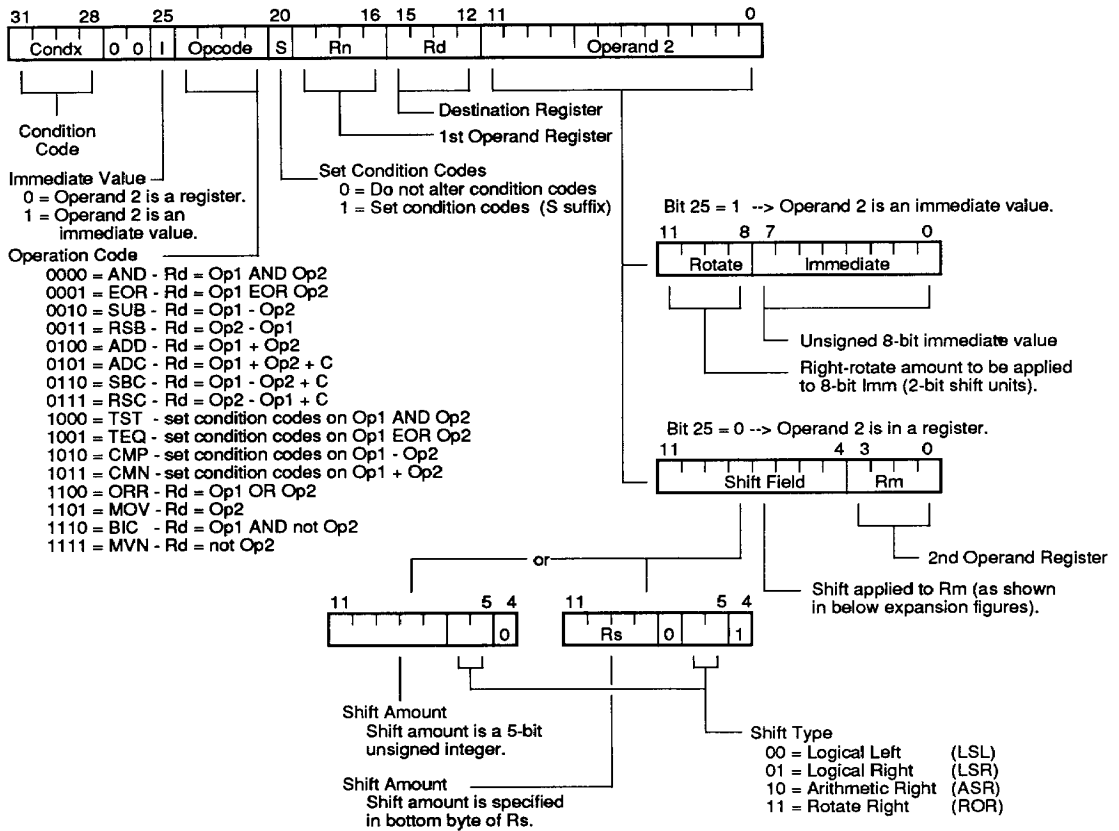 31 28 25 20 16 15 12 11 0
Condx 0 0 I Opcode S Rn Rd Operand 2
Destination Register
1st Operand Register
Condition
Code
Immediate Value
0 = Operand 2 is a register.
1 = Operand 2 is an
immediate value.
Set Condition Codes
0 = Do not alter condition codes
1 = Set condition codes (S suffix)
Operation Code
0000 = AND - Rd = Op1 AND Op2
0001 = EOR - Rd = Op1 EOR Op2
0010 = SUB - Rd = Op1 - Op2
0011 = RSB - Rd = Op2 - Op1
0100 = ADD - Rd = Op1 + Op2
0101 = ADC - Rd = Op1 + Op2 + C
0110 = SBC - Rd = Op1 - Op2 + C
0111 = RSC - Rd = Op2 - Op1 + C
1000 = TST - set condition codes on Op1 AND Op2
1001 = TEQ - set condition codes on Op1 EOR Op2
1010 = CMP - set condition codes on Op1 - Op2
1011 = CMN - set condition codes on Op1 + Op2
1100 = ORR - Rd = Op1 OR Op2
1101 = MOV - Rd = Op2
1110 = BIC - Rd = Op1 AND not Op2
1111 = MVN - Rd = not Op2
Bit 25 = 1 --> Operand 2 is an immediate value.
11 8 7 0
Rotate Immediate
Unsigned 8-bit immediate value
Right-rotate amount to be applied
to 8-bit Imm (2-bit shift units).
Bit 25 = 0 --> Operand 2 is in a register.
11 4 3 0
Shift Field Rm
2nd Operand Register
Shift applied to Rm (as shown
in below expansion figures).
or
11 5 4
0
11 5 4
Rs 0 1
Shift Amount
Shift amount is a 5-bit
unsigned integer.
Shift Amount
Shift amount is specified
in bottom byte of Rs.
Shift Type
00 = Logical Left (LSL)
01 = Logical Right (LSR)
10 = Arithmetic Right (ASR)
11 = Rotate Right (ROR)